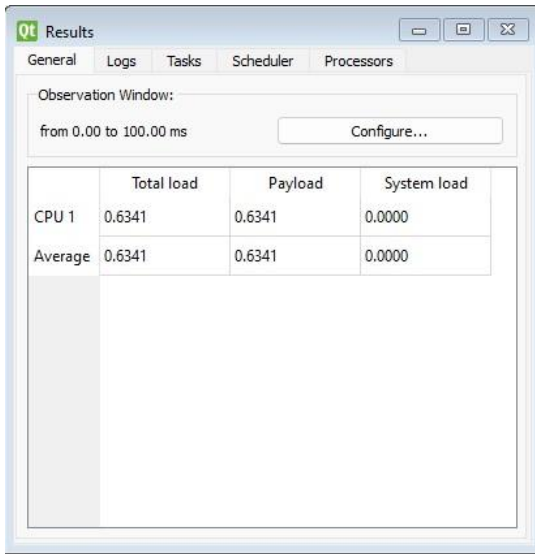 Qt Results
General Logs Tasks Scheduler Processors
Observation Window:
from 0.00 to 100.00 ms Configure...
Total load Payload System load
CPU 1 0.6341 0.6341 0.0000
Average 0.6341 0.6341 0.0000